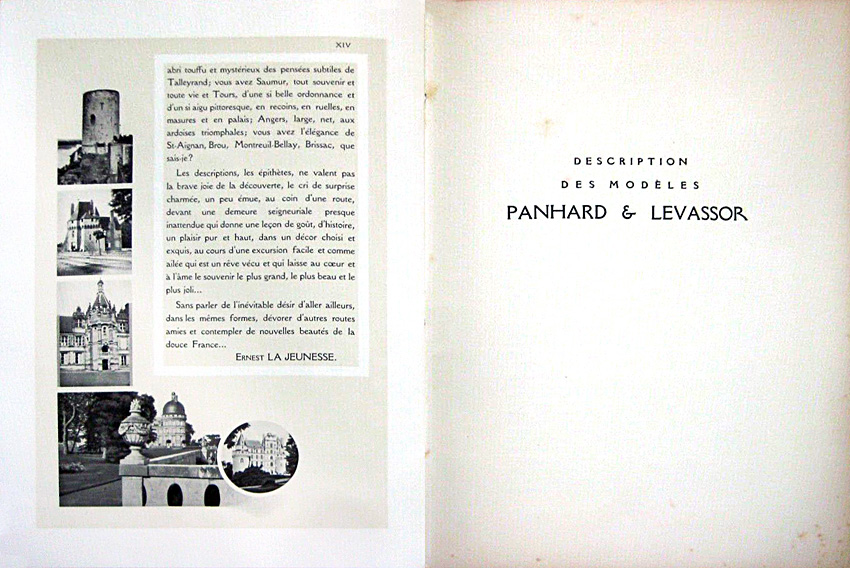 XIV
abri touffu et mystérieux des pensées subtiles de
Talleyrand; vous avez Saumur, tout souvenir et
toute vie et Tours, d'une si belle ordonnance et
d'un si aigu pittoresque, en recoins, en ruelles, en
masures et en palais; Angers, large, net, aux
ardoises triomphales; vous avez l'élégance de
St-Aignan, Brou, Montreuil-Bellay, Brissac, que
sais-je?
Les descriptions, les épithètes, ne valent pas
la brave joie de la découverte, le cri de surprise
charmée, un peu émue, au coin d'une route,
devant une demeure seigneuriale presque
inattendue qui donne une leçon de goût, d'histoire,
un plaisir pur et haut, dans un décor choisi et
exquis, au cours d'une excursion facile et comme
ailée qui est un rêve vécu et qui laisse au cœur et
à l'âme le souvenir le plus grand, le plus beau et le
plus joli...
Sans parler de l'inévitable désir d'aller ailleurs,
dans les mêmes formes, dévorer d'autres routes
amies et contempler de nouvelles beautés de la
douce France...
ERNEST LA JEUNESSE.
DESCRIPTION
DES MODÈLES
PANHARD & LEVASSOR